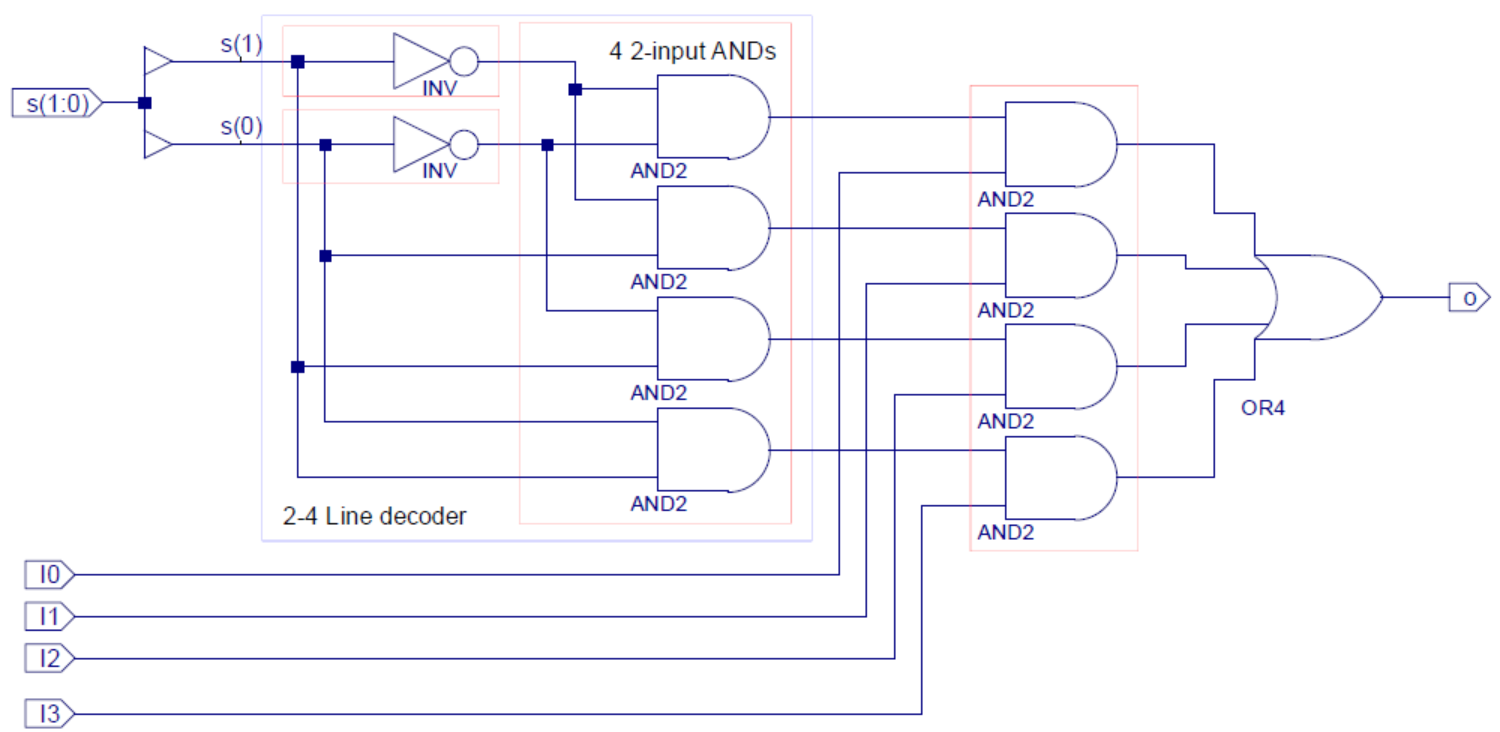 s(1)
4 2-input ANDs
INV
s(1:0)
s(0)
INV
AND2
AND2
AND2
AND2
2-4 Line decoder
AND2
AND2
AND2
AND2
OR4
o
I0
I1
I2
I3